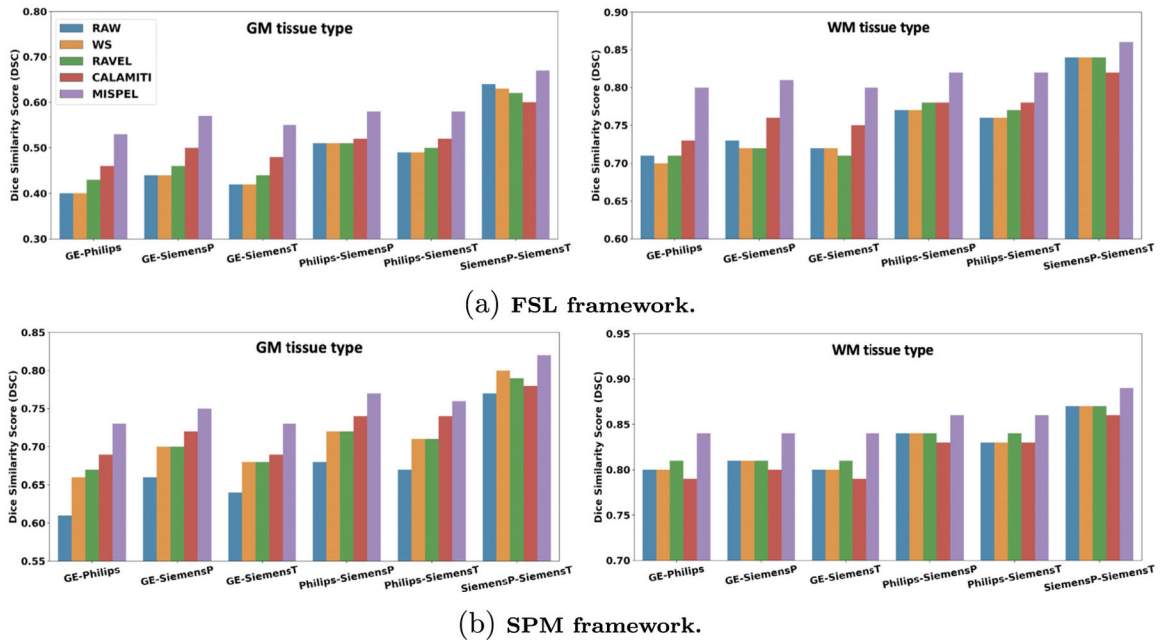 GM tissue type
Dice Similarity Score (DSC)
0.80
0.70
0.60
0.50
0.40
0.30
RAW
WS
RAVEL
CALAMITI
MISPEL
GE-Philips
GE-SiemensP
GE-SiemensT
Philips-SiemensP
Philips-SiemensT
SiemensP-SiemensT
WM tissue type
Dice Similarity Score (DSC)
0.85
0.80
0.75
0.70
0.65
0.60
GE-Philips
GE-SiemensP
GE-SiemensT
Philips-SiemensP
Philips-SiemensT
SiemensP-SiemensT
(a) FSL framework.
GM tissue type
Dice Similarity Score (DSC)
0.85
0.80
0.75
0.70
0.65
0.60
0.55
GE-Philips
GE-SiemensP
GE-SiemensT
Philips-SiemensP
Philips-SiemensT
SiemensP-SiemensT
WM tissue type
Dice Similarity Score (DSC)
0.95
0.90
0.85
0.80
0.75
0.70
GE-Philips
GE-SiemensP
GE-SiemensT
Philips-SiemensP
Philips-SiemensT
SiemensP-SiemensT
(b) SPM framework.